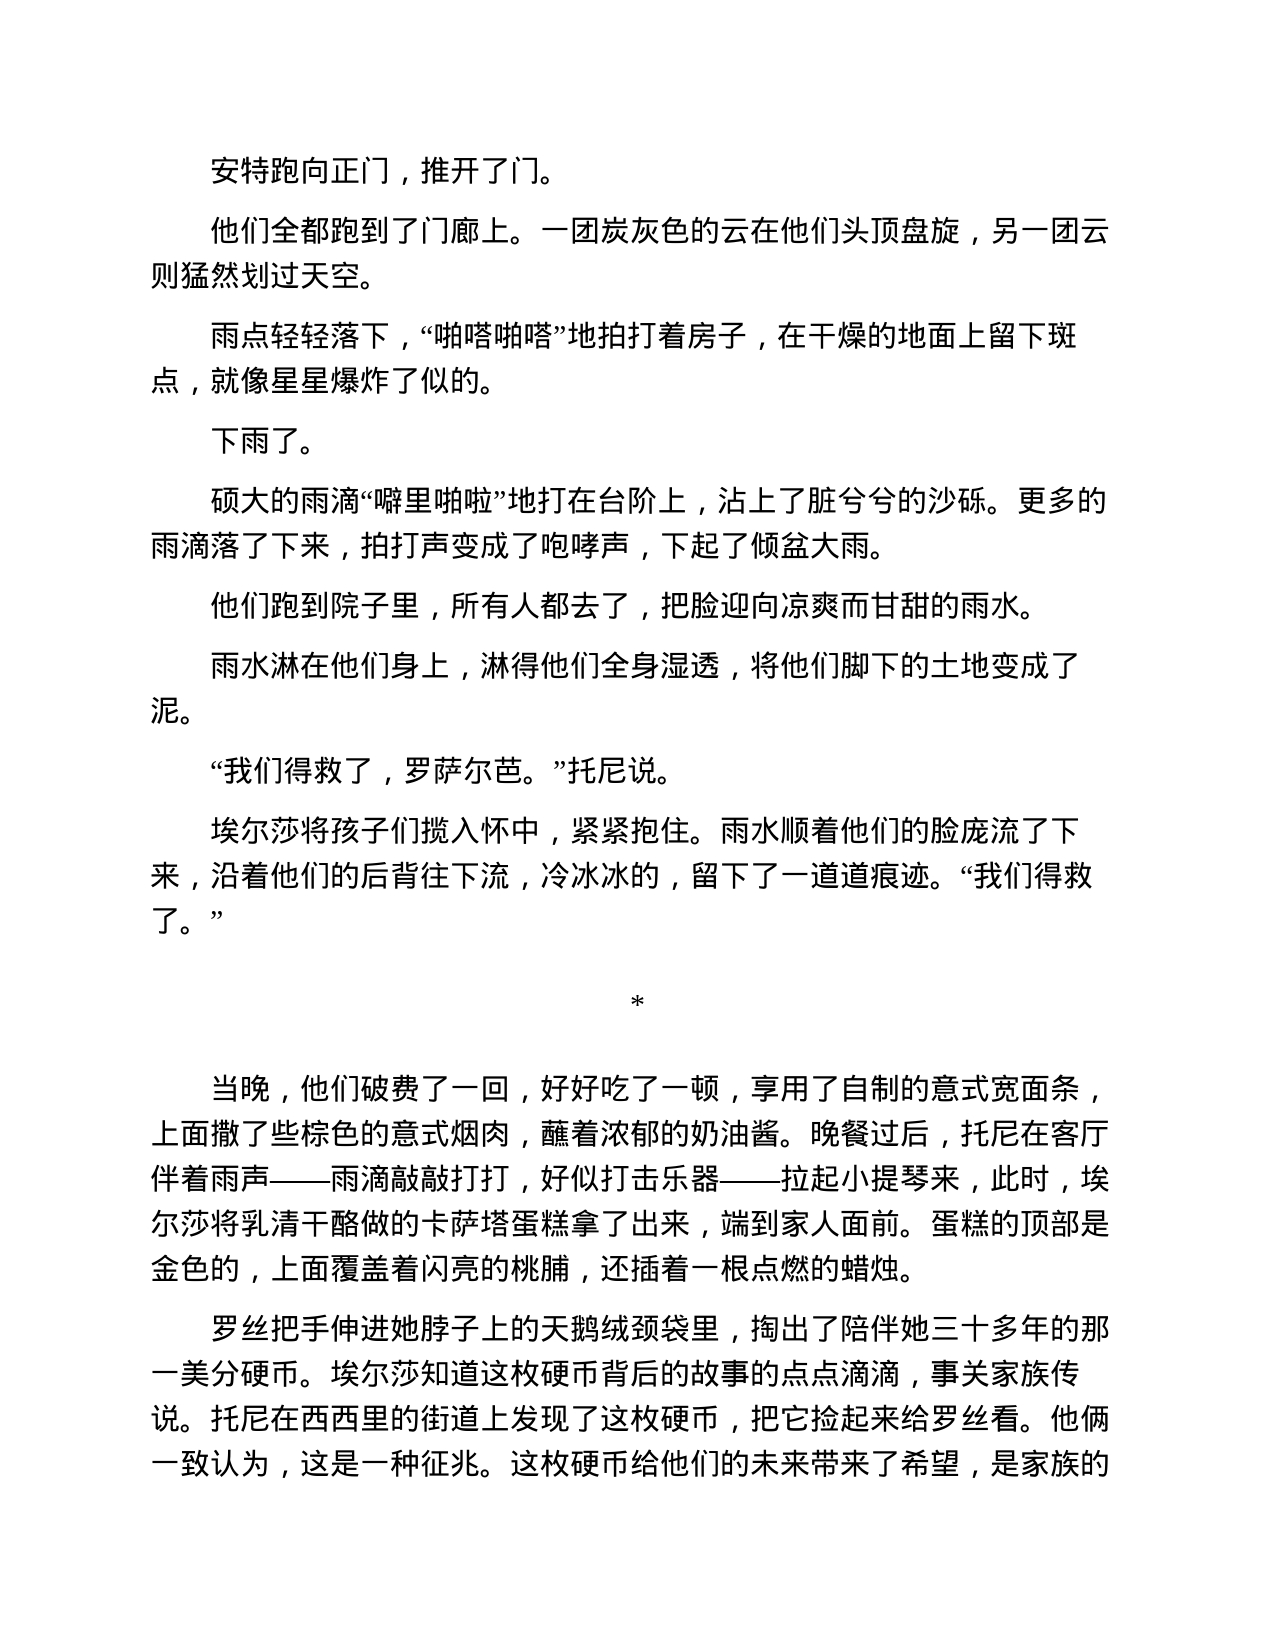 安特跑向正门，推开了门。
他们全都跑到了门廊上。一团炭灰色的云在他们头顶盘旋，另一团云
则猛然划过天空。
雨点轻轻落下，“啪嗒啪嗒”地拍打着房子，在干燥的地面上留下斑
点，就像星星爆炸了似的。
下雨了。
硕大的雨滴“噼里啪啦”地打在台阶上，沾上了脏兮兮的沙砾。更多的
雨滴落了下来，拍打声变成了咆哮声，下起了倾盆大雨。
他们跑到院子里，所有人都去了，把脸迎向凉爽而甘甜的雨水。
雨水淋在他们身上，淋得他们全身湿透，将他们脚下的土地变成了
泥。
“我们得救了，罗萨尔芭。”托尼说。
埃尔莎将孩子们揽入怀中，紧紧抱住。雨水顺着他们的脸庞流了下
来，沿着他们的后背往下流，冷冰冰的，留下了一道道痕迹。“我们得救
了。”
*
当晚，他们破费了一回，好好吃了一顿，享用了自制的意式宽面条，
上面撒了些棕色的意式烟肉，蘸着浓郁的奶油酱。晚餐过后，托尼在客厅
伴着雨声——雨滴敲敲打打，好似打击乐器——拉起小提琴来，此时，埃
尔莎将乳清干酪做的卡萨塔蛋糕拿了出来，端到家人面前。蛋糕的顶部是
金色的，上面覆盖着闪亮的桃脯，还插着一根点燃的蜡烛。
罗丝把手伸进她脖子上的天鹅绒颈袋里，掏出了陪伴她三十多年的那
一美分硬币。埃尔莎知道这枚硬币背后的故事的点点滴滴，事关家族传
说。托尼在西西里的街道上发现了这枚硬币，把它捡起来给罗丝看。他俩
一致认为，这是一种征兆。这枚硬币给他们的未来带来了希望，是家族的